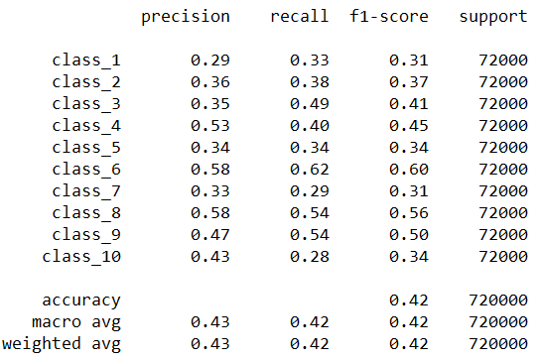 precision recall f1-score support
class_1 0.29 0.33 0.31 72000
class_2 0.36 0.38 0.37 72000
class_3 0.35 0.49 0.41 72000
class_4 0.53 0.40 0.45 72000
class_5 0.34 0.34 0.34 72000
class_6 0.58 0.62 0.60 72000
class_7 0.33 0.29 0.31 72000
class_8 0.58 0.54 0.56 72000
class_9 0.47 0.54 0.50 72000
class_10 0.43 0.28 0.34 72000
accuracy 0.42 720000
macro avg 0.43 0.42 0.42 720000
weighted avg 0.43 0.42 0.42 720000